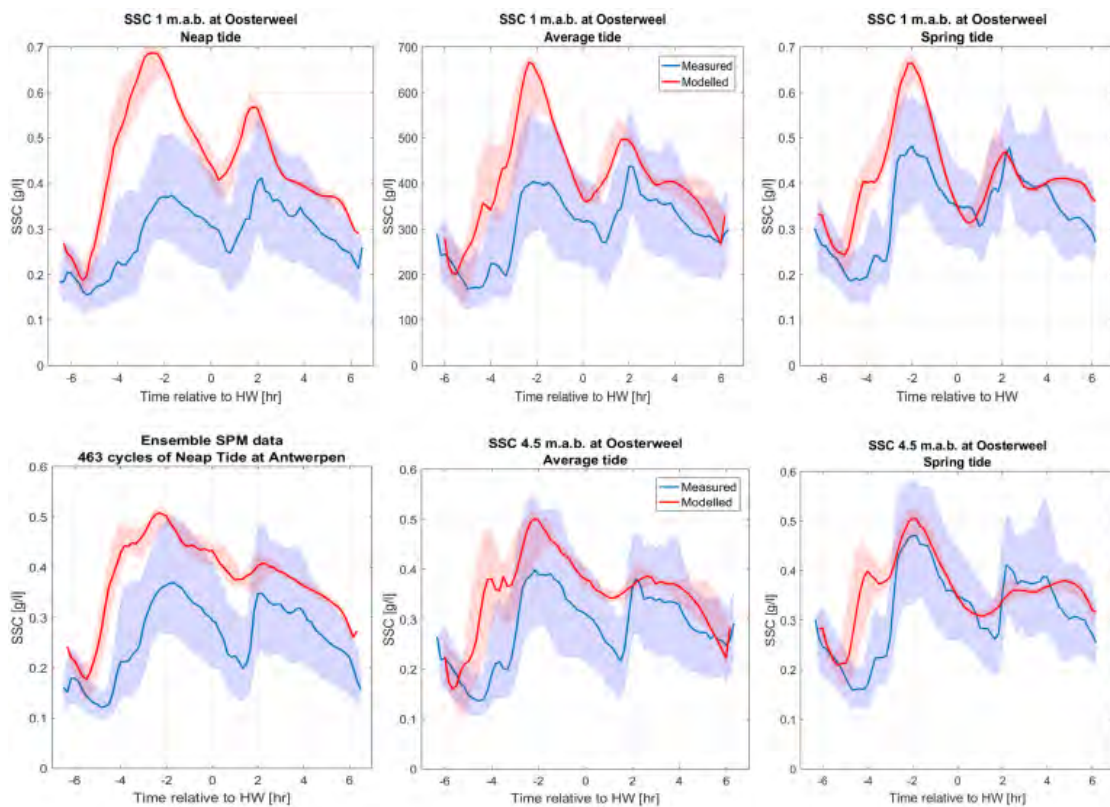 SSC 1 m.a.b. at Oosterweel
Neap tide
0.7
0.6
0.5
0.4
0.3
0.2
0.1
0
SSC [g/l]
-6 -4 -2 0 2 4 6
Time relative to HW [hr]
SSC 1 m.a.b. at Oosterweel
Average tide
700
600
500
400
300
200
100
0
SSC [g/l]
Measured
Modelled
-6 -4 -2 0 2 4 6
Time relative to HW [hr]
SSC 1 m.a.b. at Oosterweel
Spring tide
0.7
0.6
0.5
0.4
0.3
0.2
0.1
0
SSC [g/l]
-6 -4 -2 0 2 4 6
Time relative to HW
Ensemble SPM data
463 cycles of Neap Tide at Antwerpen
0.6
0.5
0.4
0.3
0.2
0.1
0
SSC [g/l]
-6 -4 -2 0 2 4 6
Time relative to HW [hr]
SSC 4.5 m.a.b. at Oosterweel
Average tide
0.6
0.5
0.4
0.3
0.2
0.1
0
SSC [g/l]
Measured
Modelled
-6 -4 -2 0 2 4 6
Time relative to HW [hr]
SSC 4.5 m.a.b. at Oosterweel
Spring tide
0.6
0.5
0.4
0.3
0.2
0.1
0
SSC [g/l]
-6 -4 -2 0 2 4 6
Time relative to HW [hr]